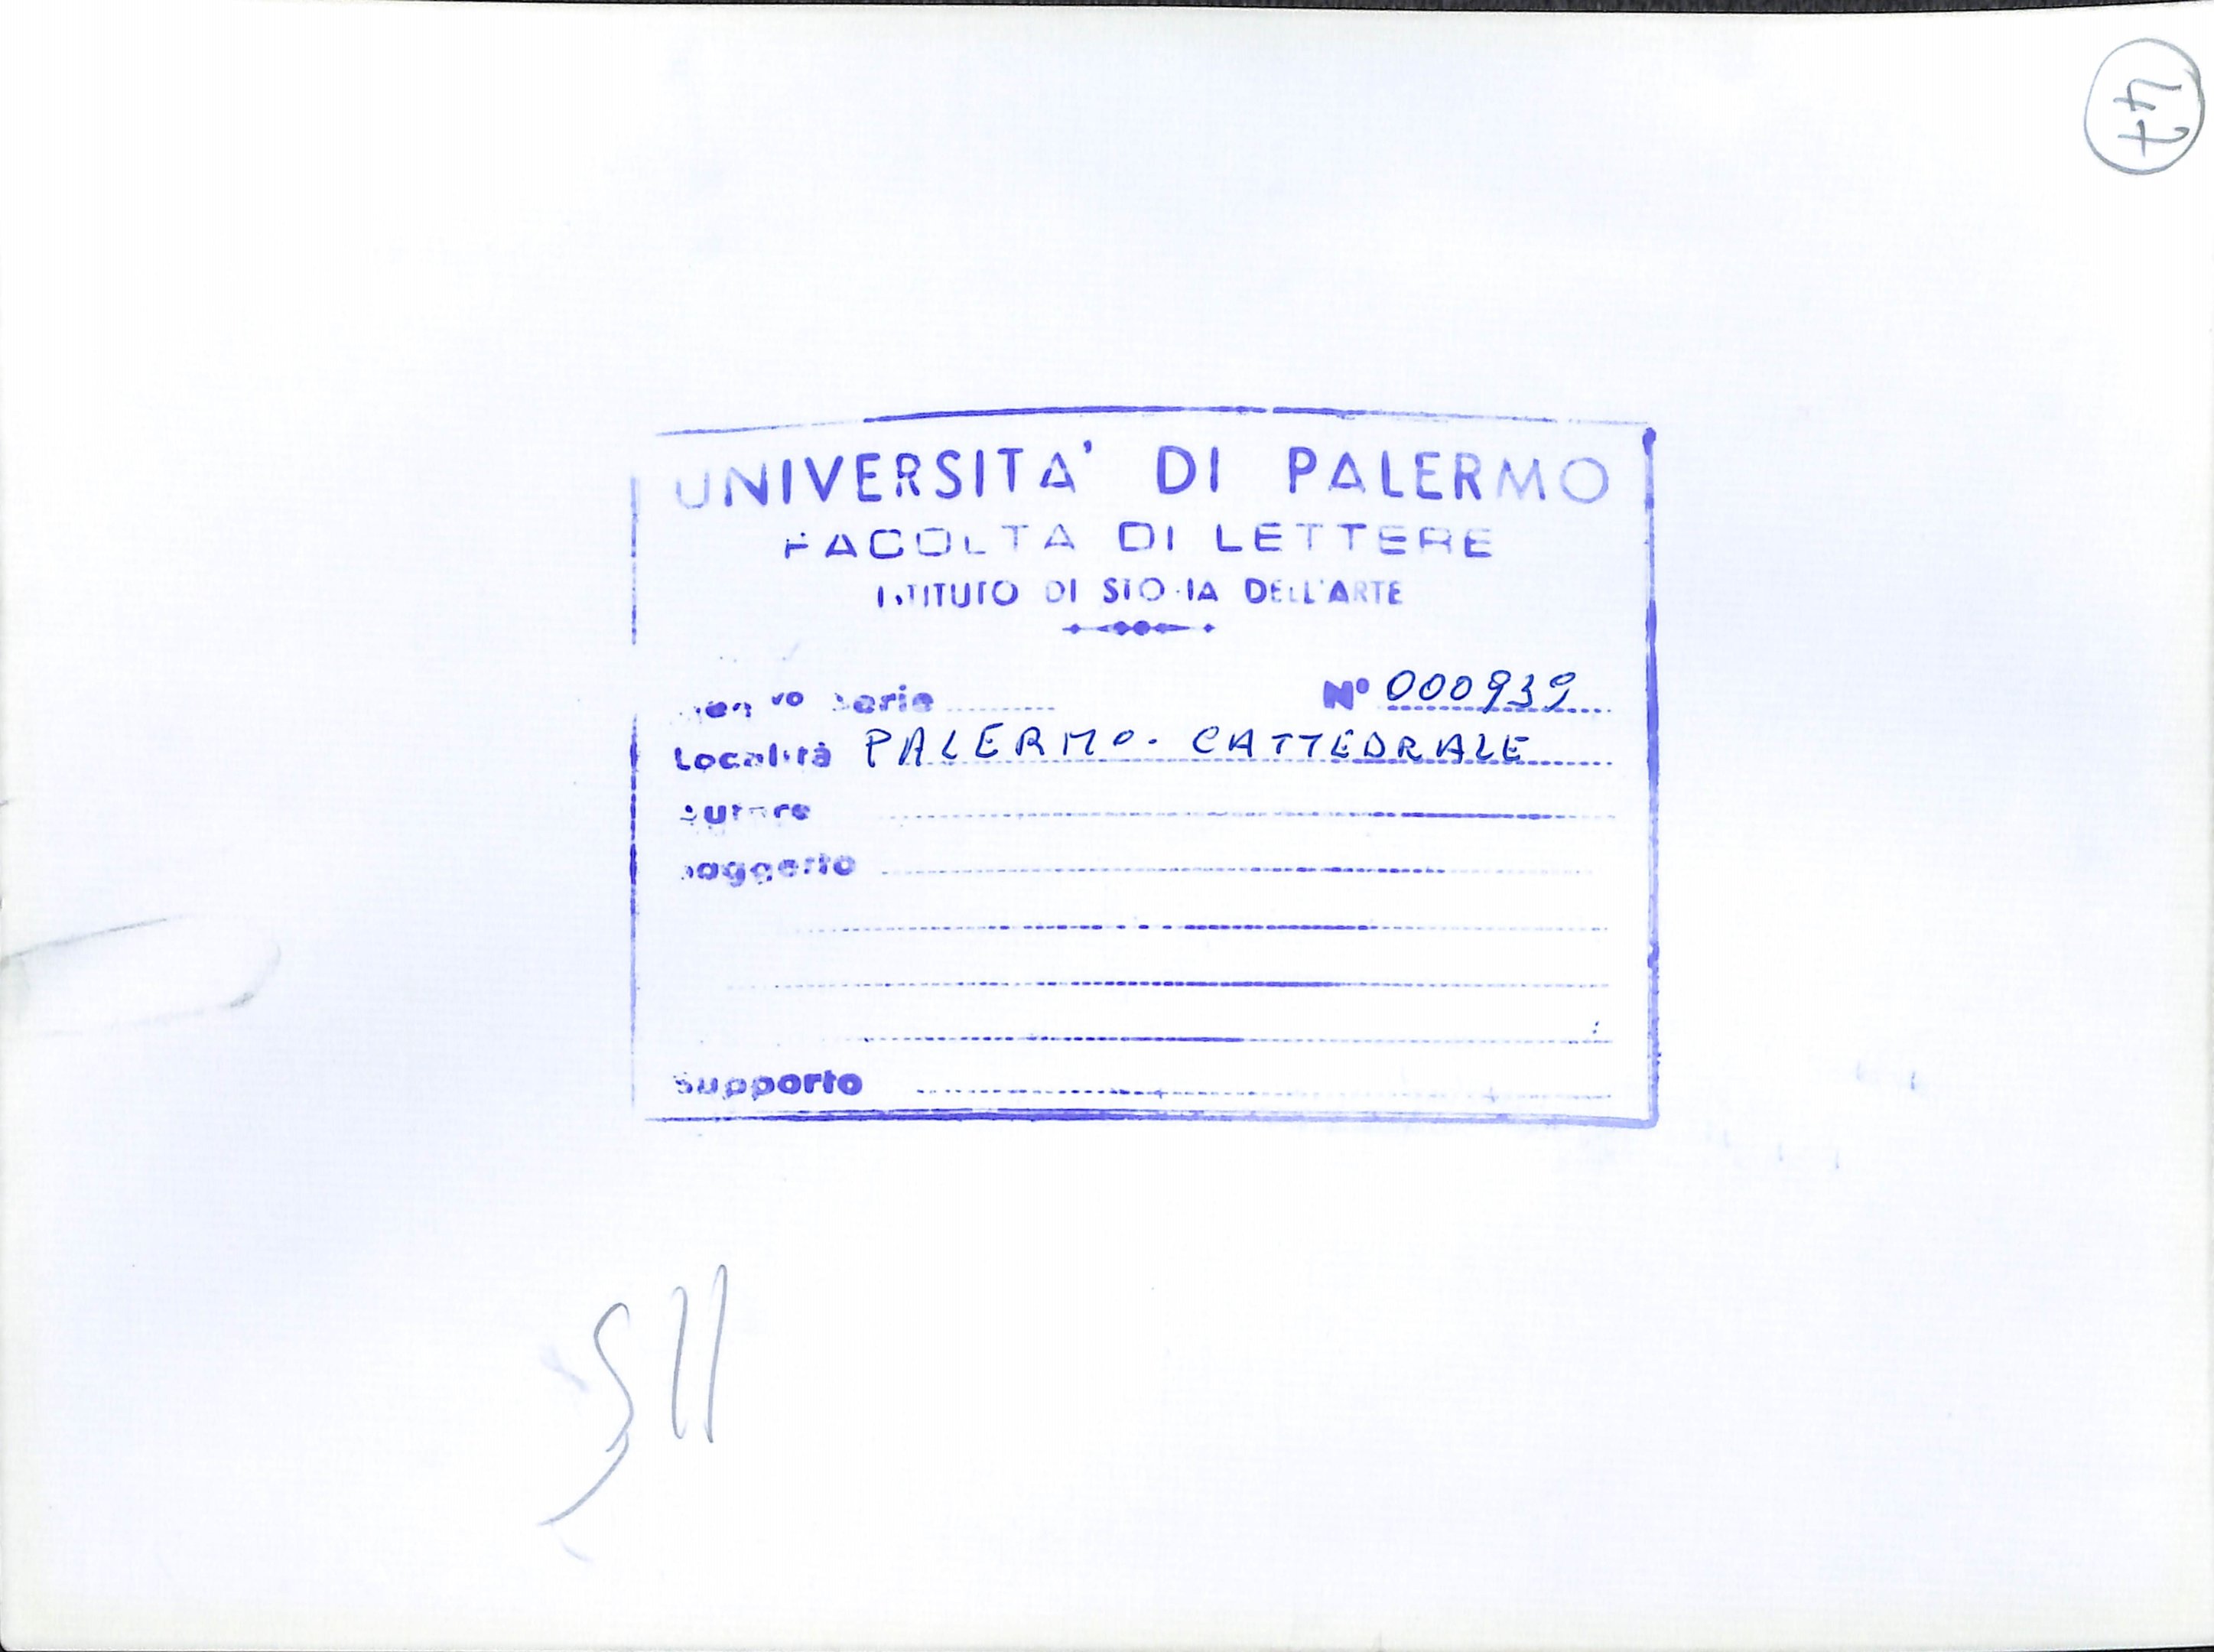 47
UNIVERSITA' DI PALERMO
FACOLTA DI LETTERE
ISTITUTO DI STORIA DELL'ARTE
serie N° 000939
Località PALERMO. CATTEDRALE
Autore
Soggetto
Supporto